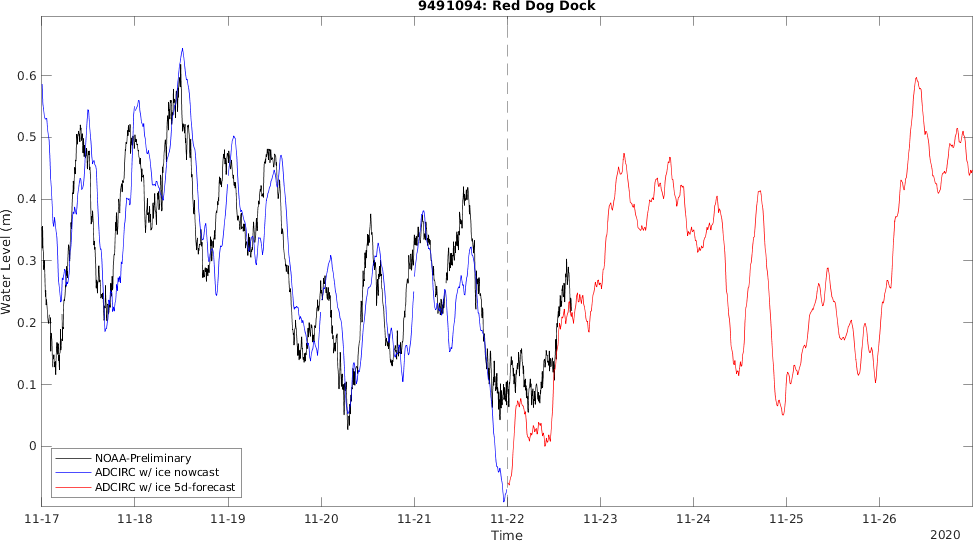 9491094: Red Dog Dock
Water Level (m)
0.6
0.5
0.4
0.3
0.2
0.1
0
NOAA-Preliminary
ADCIRC w/ ice nowcast
ADCIRC w/ ice 5d-forecast
11-17 11-18 11-19 11-20 11-21 11-22 11-23 11-24 11-25 11-26
Time
2020